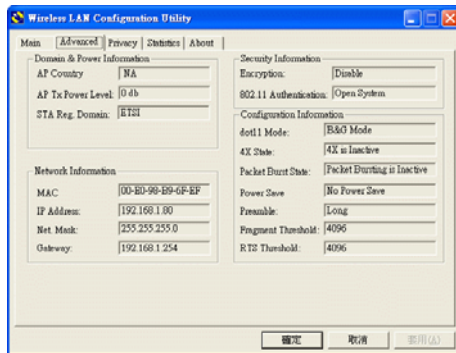 Wireless LAN Configuration Utility
Main Advanced Privacy Statistics About
Domain & Power Information
AP Country NA
AP Tx Power Level: 0 db
STA Reg. Domain: ETSI
Network Information
MAC 00-E0-98-B9-6F-EF
IP Address: 192.168.1.80
Net. Mask: 255.255.255.0
Gateway: 192.168.1.254
Security Information
Encryption: Disable
802.11 Authentication: Open System
Configuration Information
dot11 Mode: B&G Mode
4X State: 4X is Inactive
Packet Burst State: Packet Bursting is Inactive
Power Save No Power Save
Preamble: Long
Fragment Threshold: 4096
RTS Threshold: 4096
確定 取消 套用(A)